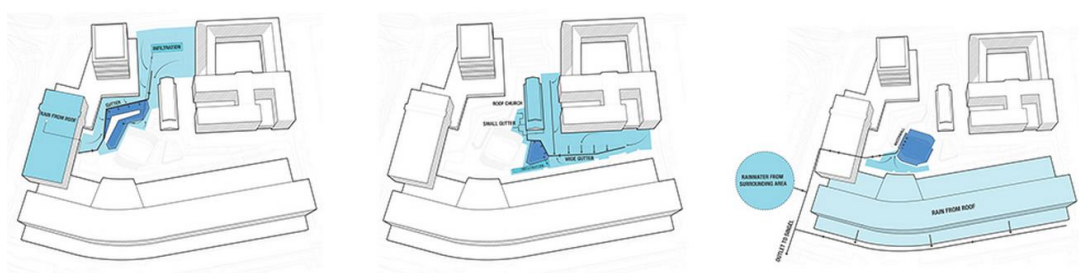 INFILTRATION
GUTTER
RAIN FROM ROOF
ROOF CHURCH
SMALL GUTTER
WIDE GUTTER
RAINWATER FROM
SURROUNDING AREA
RAIN FROM ROOF
OUTLET TO SINGEL